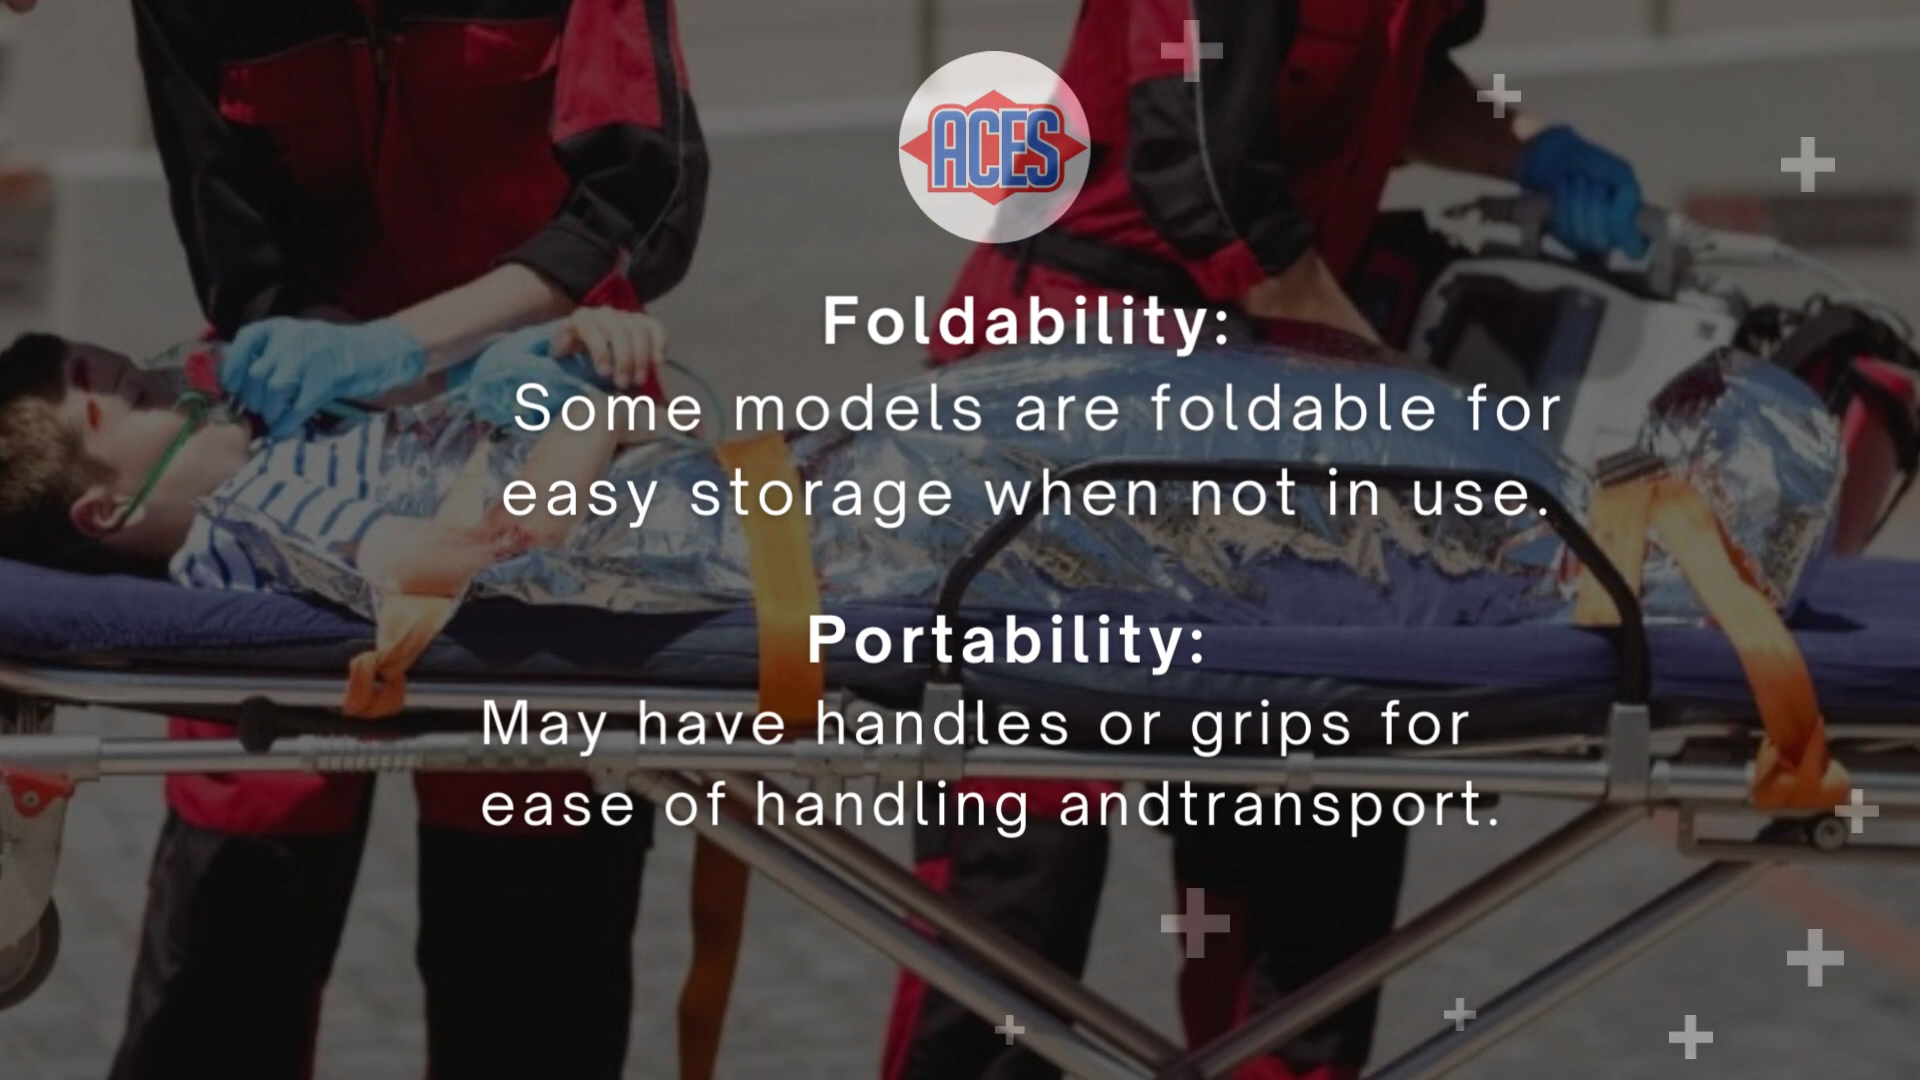 ACES
Foldability:
Some models are foldable for
easy storage when not in use.
Portability:
May have handles or grips for
ease of handling andtransport.